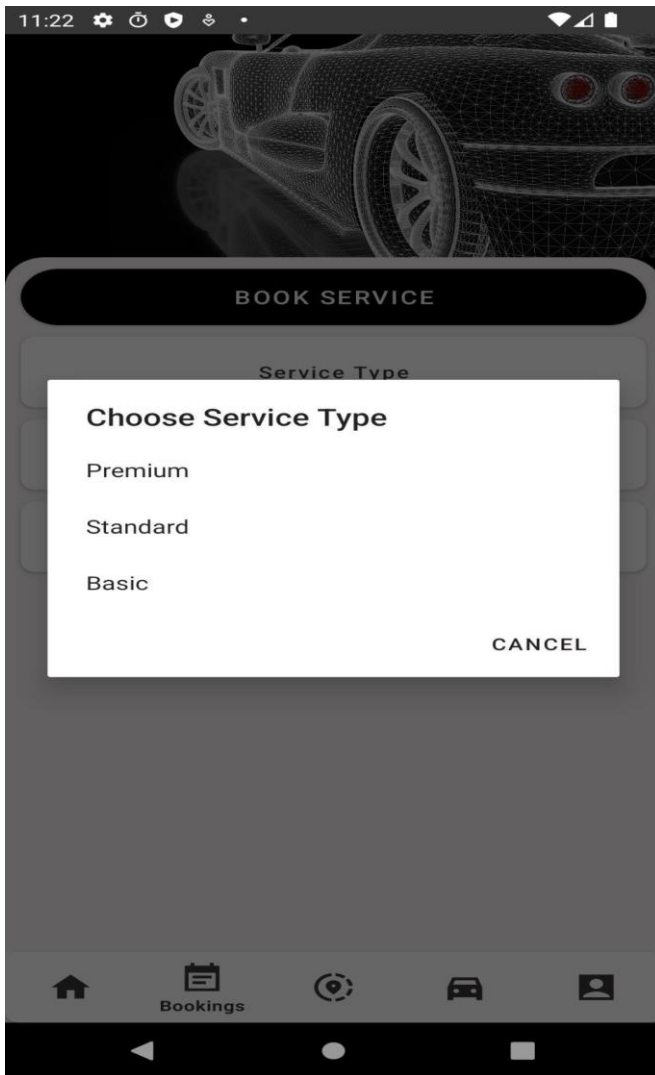 11:22
BOOK SERVICE
Service Type
Choose Service Type
Premium
Standard
Basic
CANCEL
Bookings